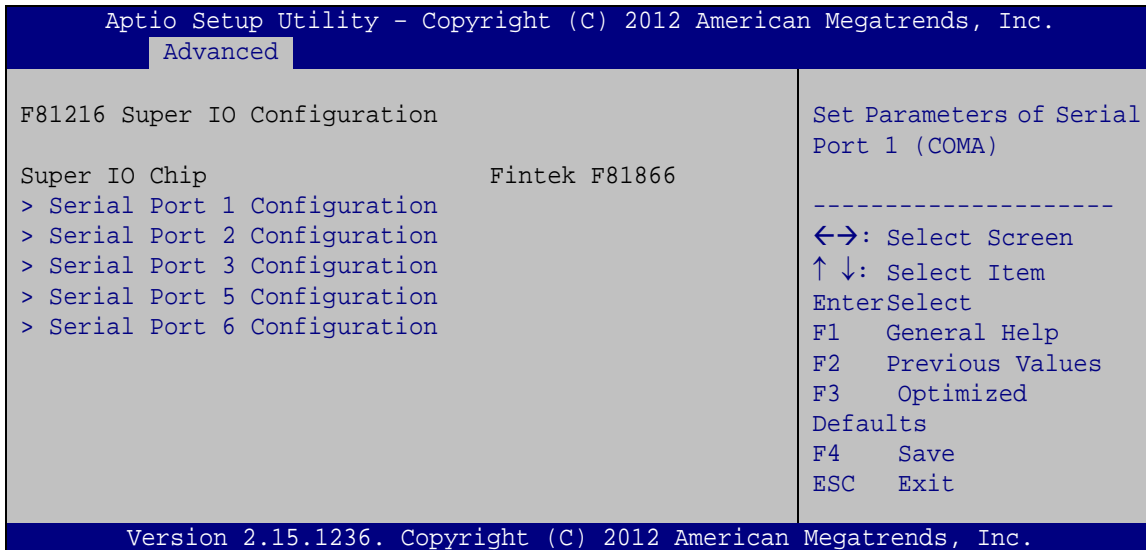 Aptio Setup Utility – Copyright (C) 2012 American Megatrends, Inc.
Advanced
F81216 Super IO Configuration
Super IO Chip Fintek F81866
> Serial Port 1 Configuration
> Serial Port 2 Configuration
> Serial Port 3 Configuration
> Serial Port 5 Configuration
> Serial Port 6 Configuration
Set Parameters of Serial
Port 1 (COMA)
---------------------
←→: Select Screen
↑ ↓: Select Item
EnterSelect
F1 General Help
F2 Previous Values
F3 Optimized
Defaults
F4 Save
ESC Exit
Version 2.15.1236. Copyright (C) 2012 American Megatrends, Inc.